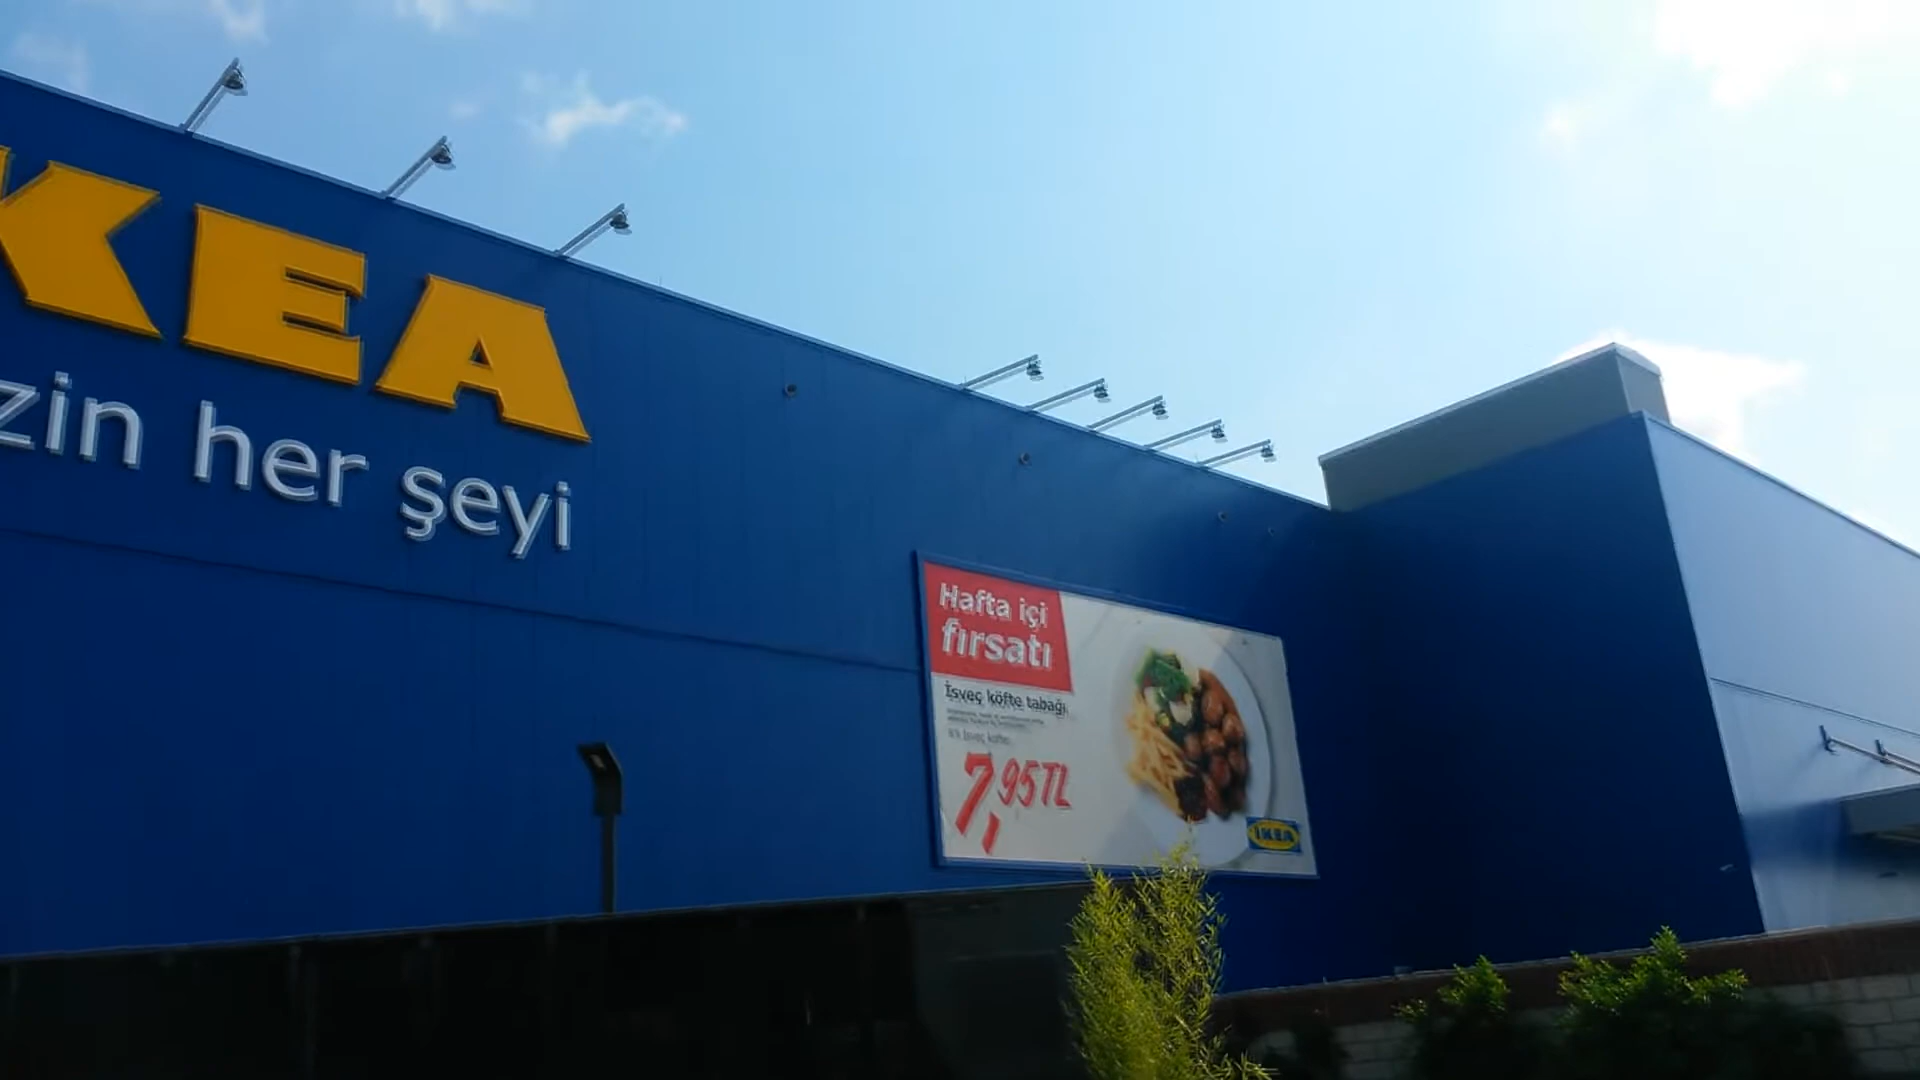 KEA
zin her şeyi
Hafta içi
fırsatı
İsveç köfte tabağı
7,95TL
IKEA